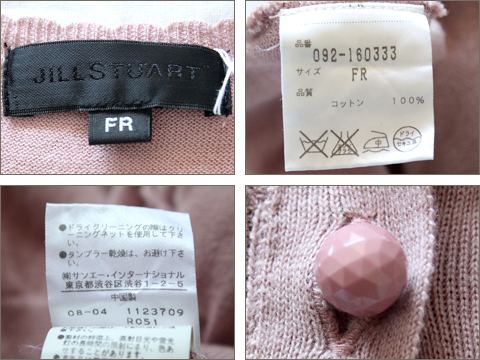 JILLSTUART
FR
品番
092-160333
サイズ
FR
品質
コットン 100%
中
ドライ
セキユ系
●ドライクリーニングの際はクリ
ーニングネットを使用して下さ
い。
●タンブラー乾燥は、お避け下さ
い。
㈱サンエー・インターナショナル
東京都渋谷区渋谷1-2-5
中国製
08-04 1123709
R051